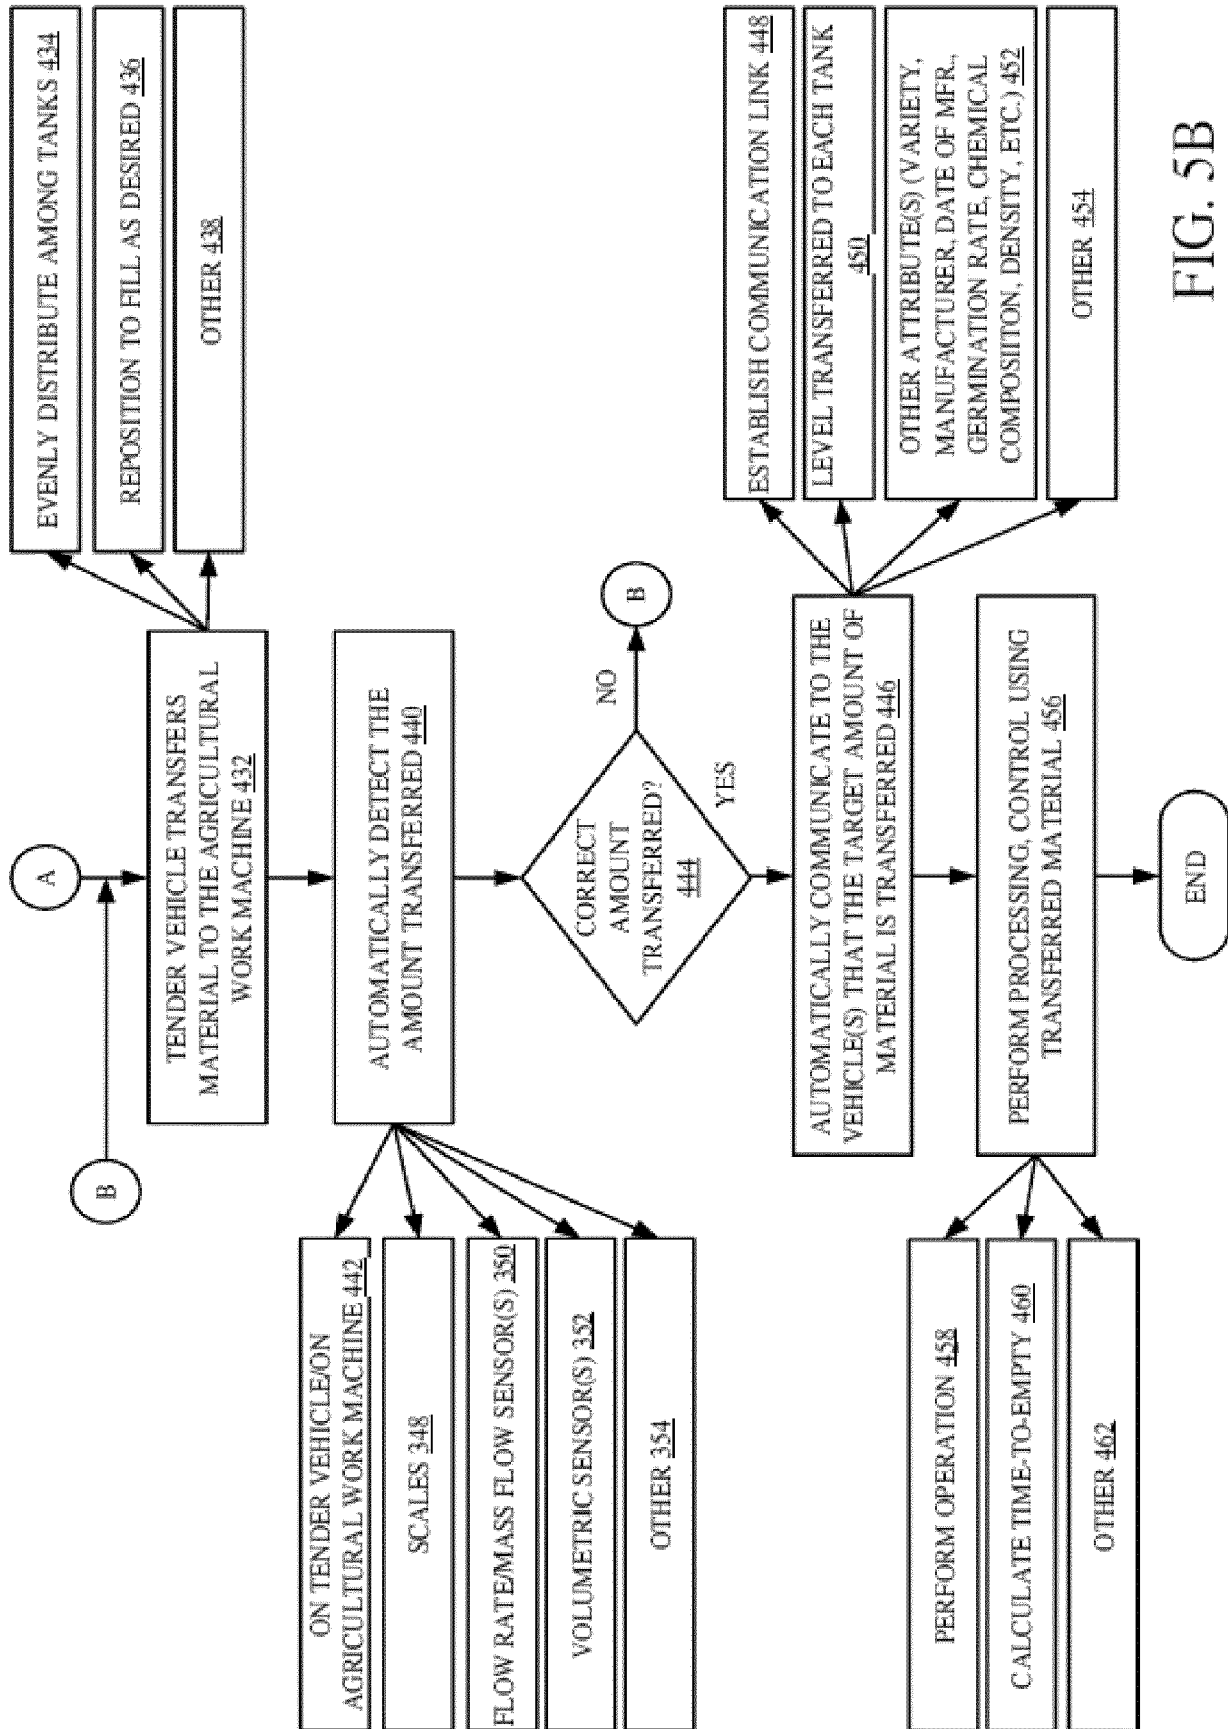 A
B
TENDER VEHICLE TRANSFERS
MATERIAL TO THE AGRICULTURAL
WORK MACHINE 432
EVENLY DISTRIBUTE AMONG TANKS 434
REPOSITION TO FILL AS DESIRED 436
OTHER 438
AUTOMATICALLY DETECT THE
AMOUNT TRANSFERRED 440
ON TENDER VEHICLE/ON
AGRICULTURAL WORK MACHINE 442
SCALES 348
FLOW RATE/MASS FLOW SENSOR(S) 350
VOLUMETRIC SENSOR(S) 352
OTHER 354
CORRECT
AMOUNT
TRANSFERRED?
444
NO
B
YES
AUTOMATICALLY COMMUNICATE TO THE
VEHICLE(S) THAT THE TARGET AMOUNT OF
MATERIAL IS TRANSFERRED 446
ESTABLISH COMMUNICATION LINK 448
LEVEL TRANSFERRED TO EACH TANK
450
OTHER ATTRIBUTE(S) (VARIETY,
MANUFACTURER, DATE OF MFR.,
GERMINATION RATE, CHEMICAL
COMPOSIITON, DENSITY, ETC.) 452
OTHER 454
PERFORM PROCESSING, CONTROL USING
TRANSFERRED MATERIAL 456
PERFORM OPERATION 458
CALCULATE TIME-TO-EMPTY 460
OTHER 462
END
FIG. 5B